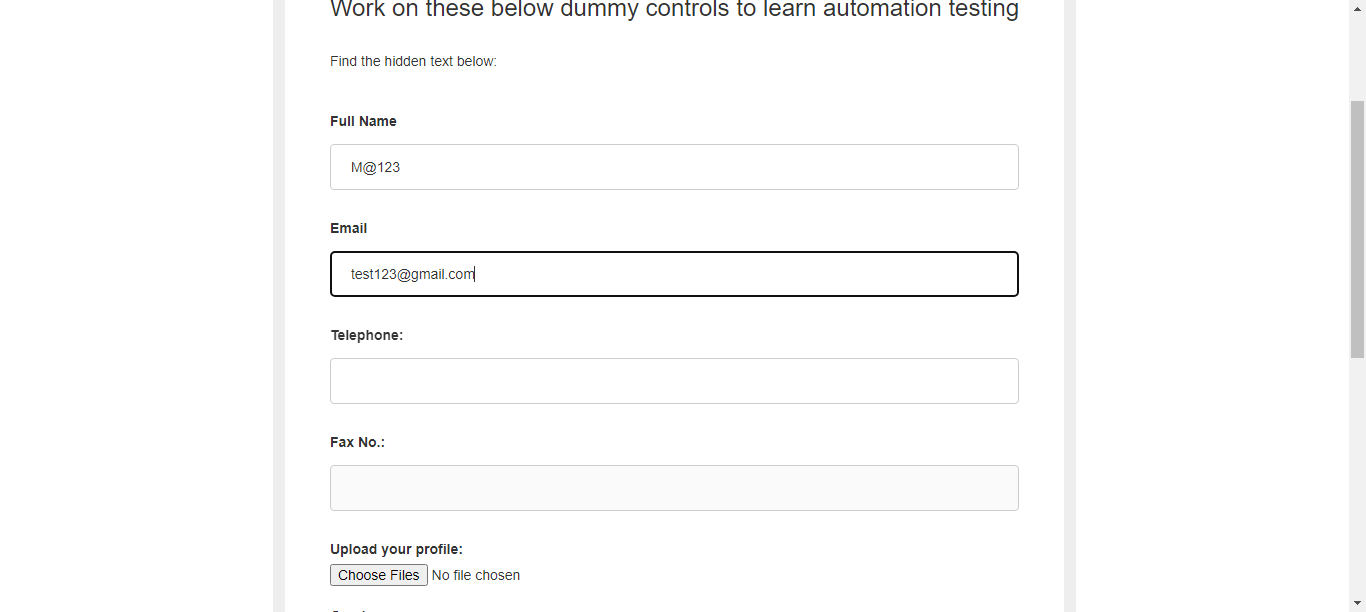 Work on these below dummy controls to learn automation testing
Find the hidden text below:
Full Name
M@123
Email
test123@gmail.com
Telephone:
Fax No.:
Upload your profile:
Choose Files No file chosen